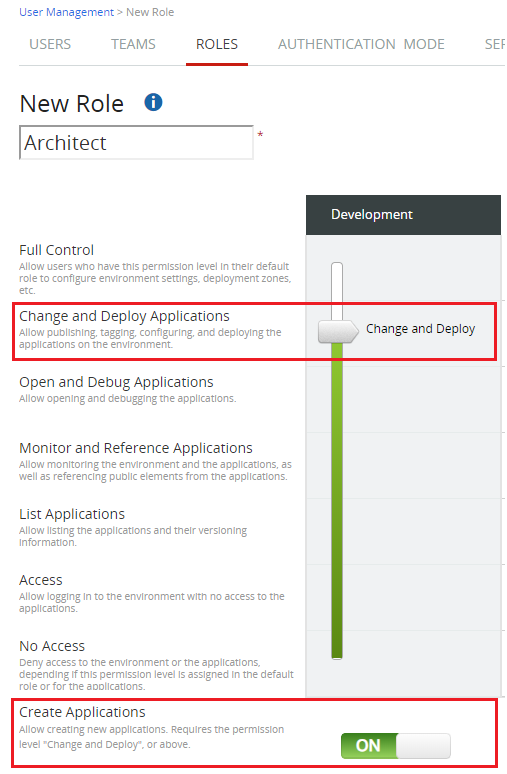 User Management > New Role
USERS TEAMS ROLES AUTHENTICATION MODE SE
New Role i
Architect *
Development
Full Control
Allow users who have this permission level in their default
role to configure environment settings, deployment zones,
etc.
Change and Deploy Applications
Allow publishing, tagging, configuring, and deploying the
applications on the environment.
Change and Deploy
Open and Debug Applications
Allow opening and debugging the applications.
Monitor and Reference Applications
Allow monitoring the environment and the applications, as
well as referencing public elements from the applications.
List Applications
Allow listing the applications and their versioning
information.
Access
Allow logging in to the environment with no access to the
applications.
No Access
Deny access to the environment or the applications,
depending if this permission level is assigned in the default
role or for the applications.
Create Applications
Allow creating new applications. Requires the permission
level "Change and Deploy", or above.
ON